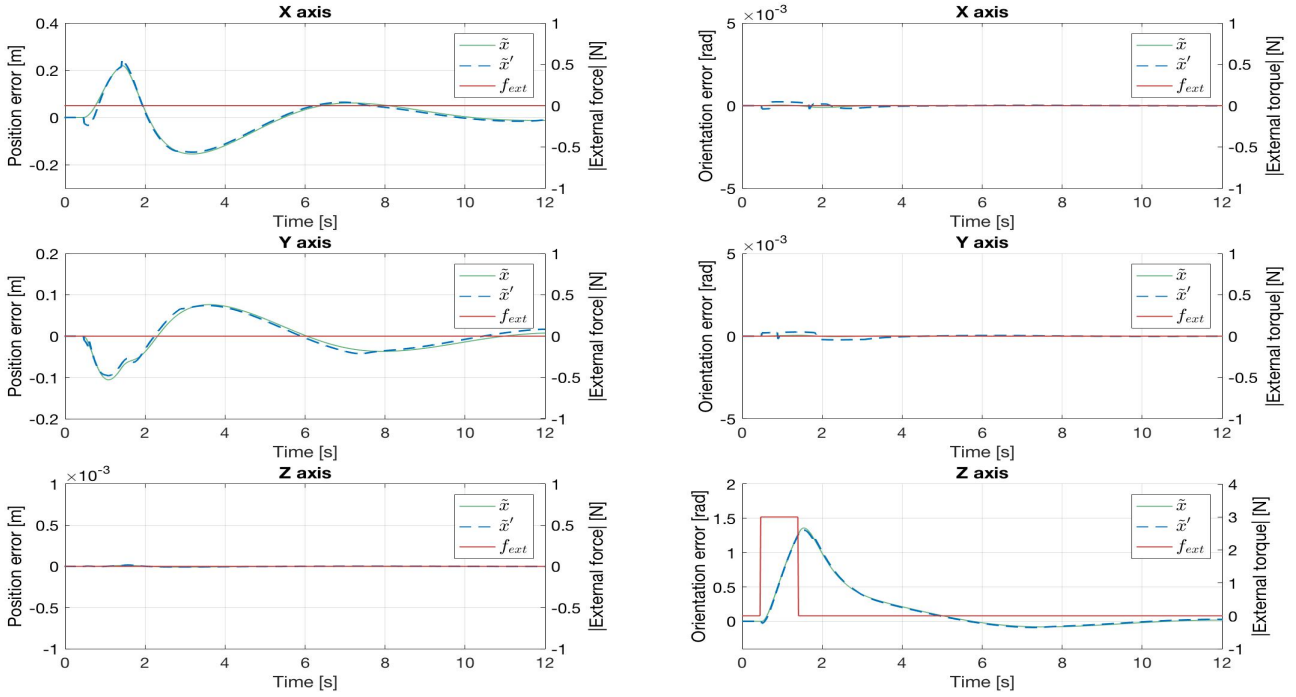 X axis
Position error [m]
0.4
0.2
0
-0.2
1
0.5
0
-0.5
-1
|External force| [N]
x̃
x̃′
f_ext
0 2 4 6 8 10 12
Time [s]
X axis
×10⁻³
Orientation error [rad]
5
0
-5
1
0.5
0
-0.5
-1
|External torque| [N]
x̃
x̃′
f_ext
0 2 4 6 8 10 12
Time [s]
Y axis
Position error [m]
0.2
0.1
0
-0.1
-0.2
1
0.5
0
-0.5
-1
|External force| [N]
x̃
x̃′
f_ext
0 2 4 6 8 10 12
Time [s]
Y axis
×10⁻³
Orientation error [rad]
5
0
-5
1
0.5
0
-0.5
-1
|External torque| [N]
x̃
x̃′
f_ext
0 2 4 6 8 10 12
Time [s]
Z axis
×10⁻³
Position error [m]
1
0.5
0
-0.5
-1
1
0.5
0
-0.5
-1
|External force| [N]
x̃
x̃′
f_ext
0 2 4 6 8 10 12
Time [s]
Z axis
Orientation error [rad]
2
1.5
1
0.5
0
4
3
2
1
0
-1
|External torque| [N]
x̃
x̃′
f_ext
0 2 4 6 8 10 12
Time [s]